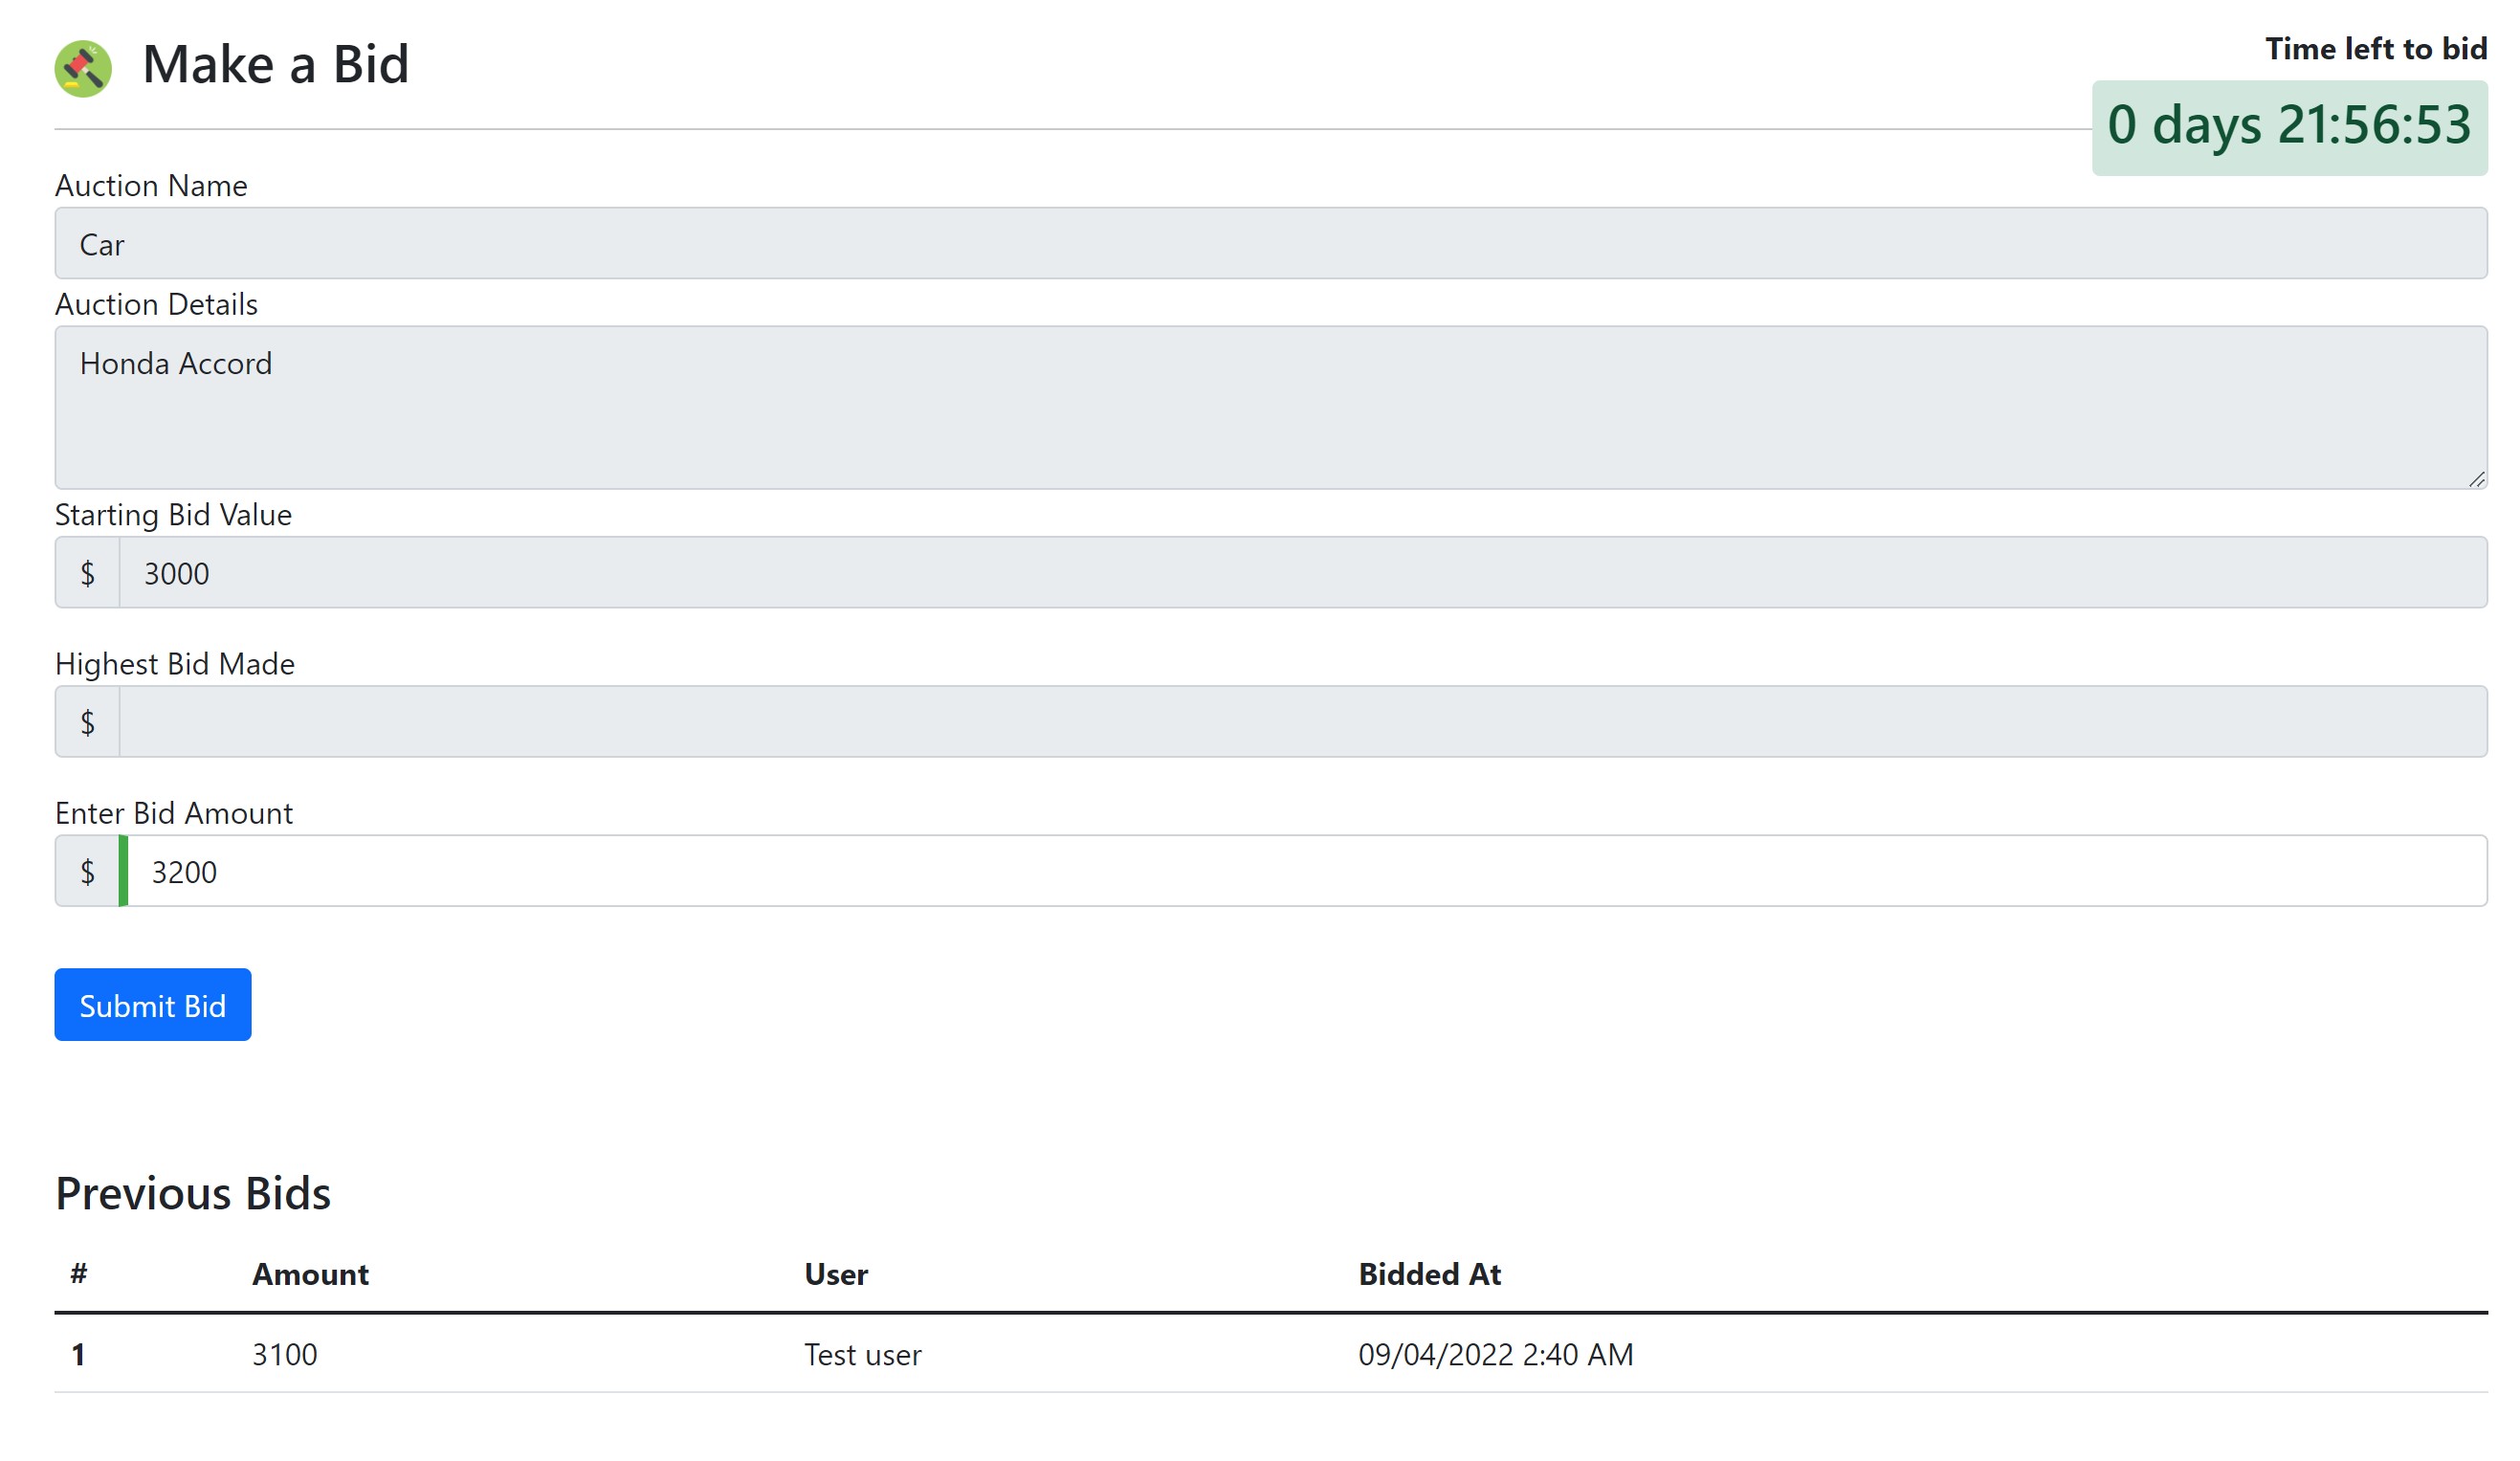 Make a Bid
Time left to bid
0 days 21:56:53
Auction Name
Car
Auction Details
Honda Accord
Starting Bid Value
$ 3000
Highest Bid Made
$
Enter Bid Amount
$ 3200
Submit Bid
Previous Bids
# Amount User Bidded At
1 3100 Test user 09/04/2022 2:40 AM